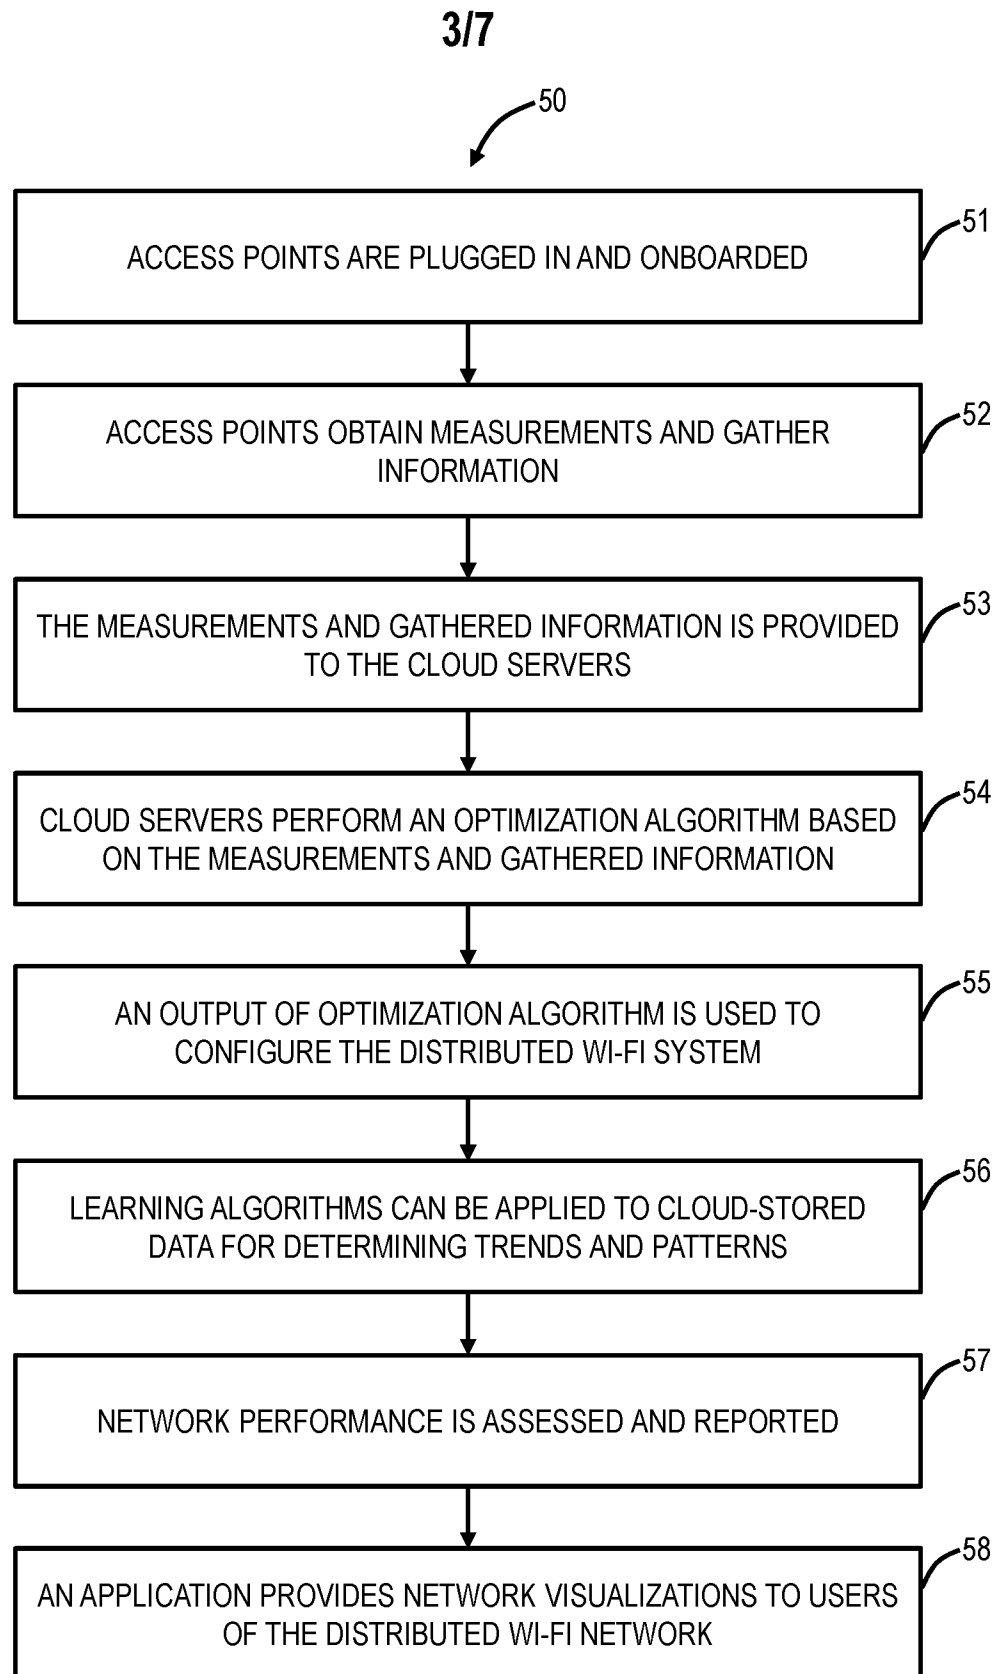 3/7
50
ACCESS POINTS ARE PLUGGED IN AND ONBOARDED
51
ACCESS POINTS OBTAIN MEASUREMENTS AND GATHER
INFORMATION
52
THE MEASUREMENTS AND GATHERED INFORMATION IS PROVIDED
TO THE CLOUD SERVERS
53
CLOUD SERVERS PERFORM AN OPTIMIZATION ALGORITHM BASED
ON THE MEASUREMENTS AND GATHERED INFORMATION
54
AN OUTPUT OF OPTIMIZATION ALGORITHM IS USED TO
CONFIGURE THE DISTRIBUTED WI-FI SYSTEM
55
LEARNING ALGORITHMS CAN BE APPLIED TO CLOUD-STORED
DATA FOR DETERMINING TRENDS AND PATTERNS
56
NETWORK PERFORMANCE IS ASSESSED AND REPORTED
57
AN APPLICATION PROVIDES NETWORK VISUALIZATIONS TO USERS
OF THE DISTRIBUTED WI-FI NETWORK
58